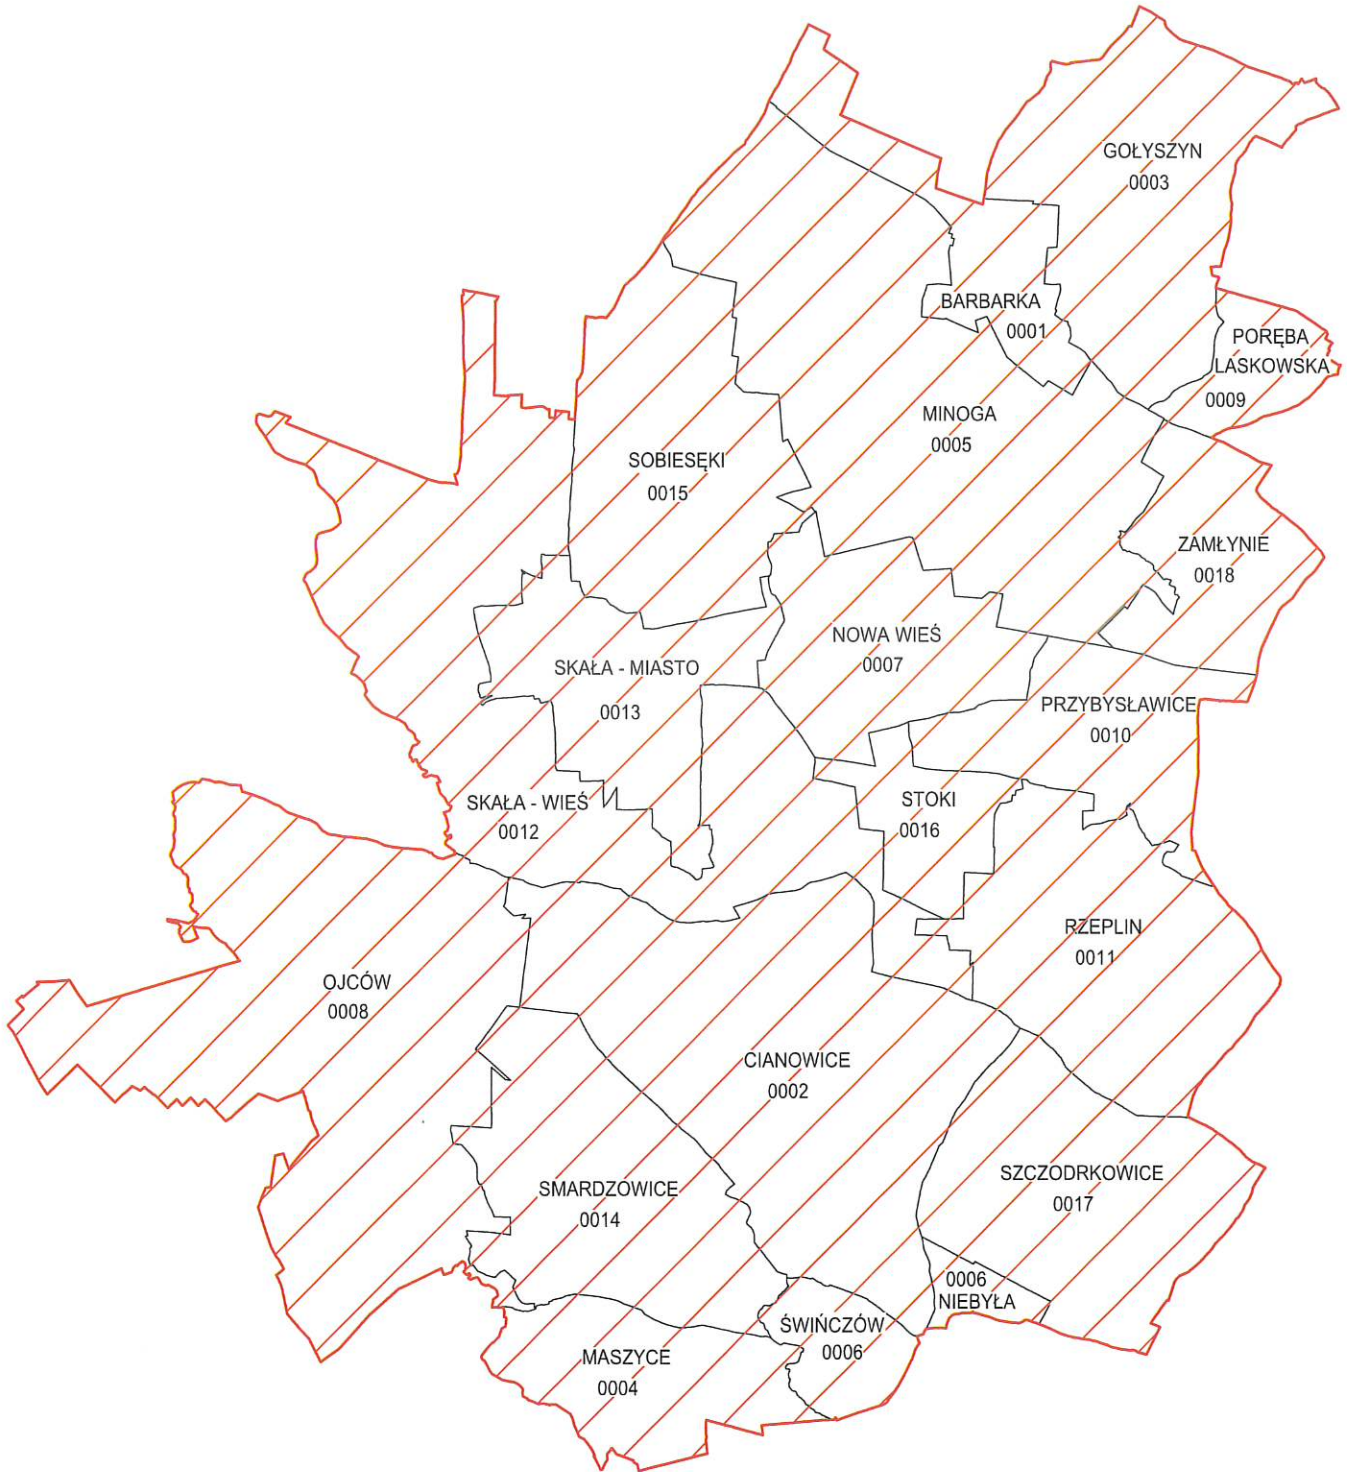 GOŁYSZYN
0003
BARBARKA
0001
PORĘBA
LASKOWSKA
0009
MINOGA
0005
SOBIESĘKI
0015
ZAMŁYNIE
0018
NOWA WIEŚ
0007
SKAŁA - MIASTO
0013
PRZYBYSŁAWICE
0010
SKAŁA - WIEŚ
0012
STOKI
0016
RZEPLIN
0011
OJCÓW
0008
CIANOWICE
0002
SZCZODRKOWICE
0017
SMARDZOWICE
0014
0006
NIEBYŁA
ŚWIŃCZÓW
0006
MASZYCE
0004